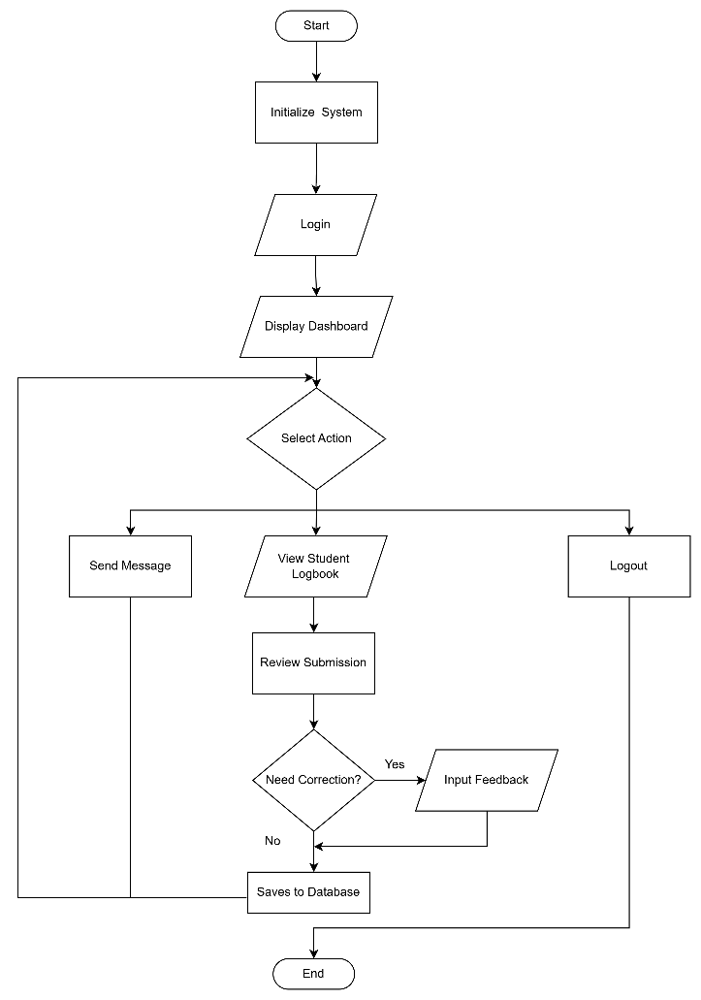 Start
Initialize System
Login
Display Dashboard
Select Action
Send Message
View Student
Logbook
Logout
Review Submission
Need Correction?
Yes
Input Feedback
No
Saves to Database
End